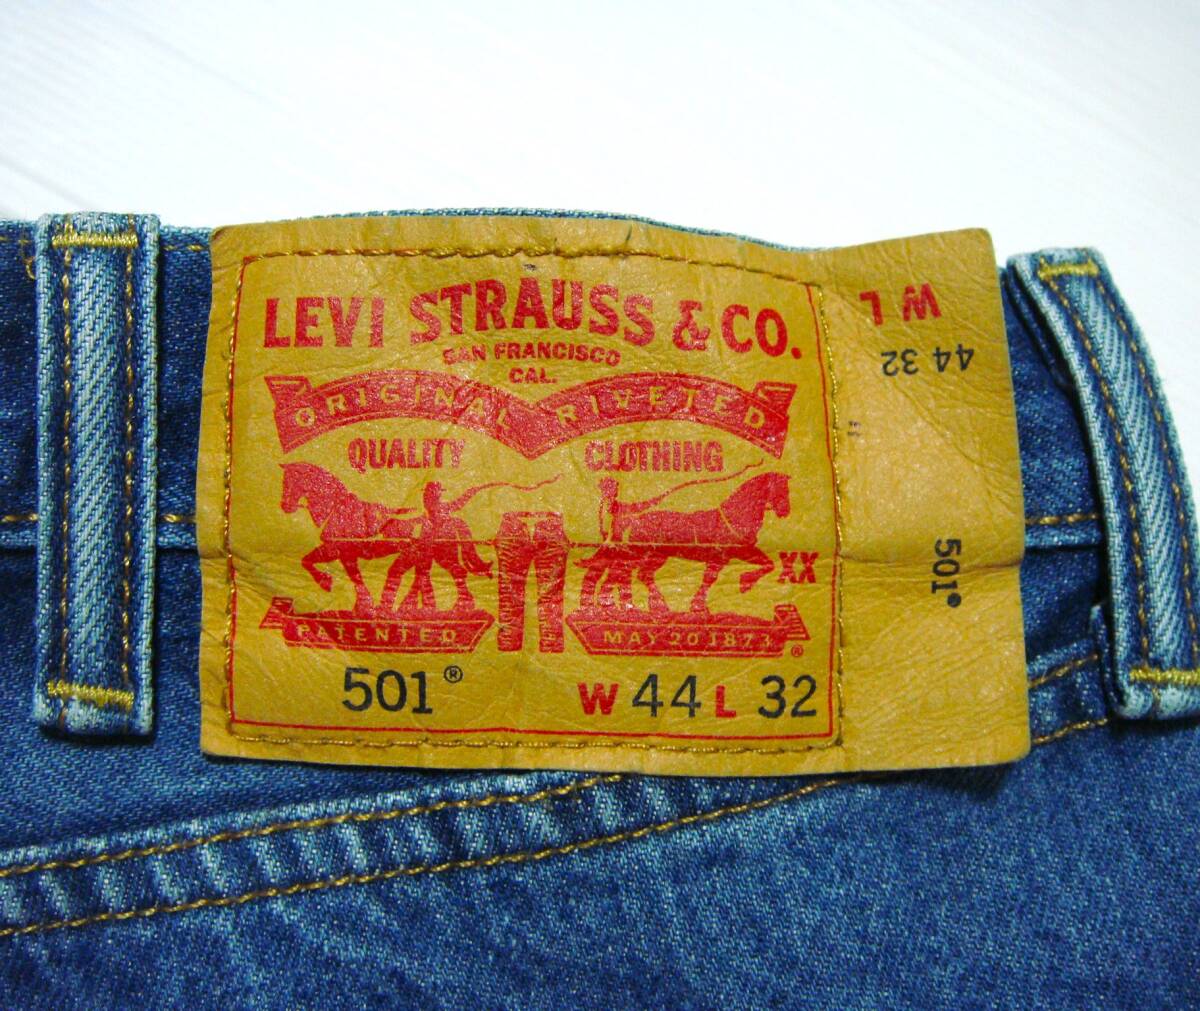 LEVI STRAUSS & CO.
SAN FRANCISCO
CAL.
ORIGINAL RIVETED
QUALITY CLOTHING
XX
PATENTED MAY 20 1873 ®
501® W 44 L 32
W L
44 32
501®